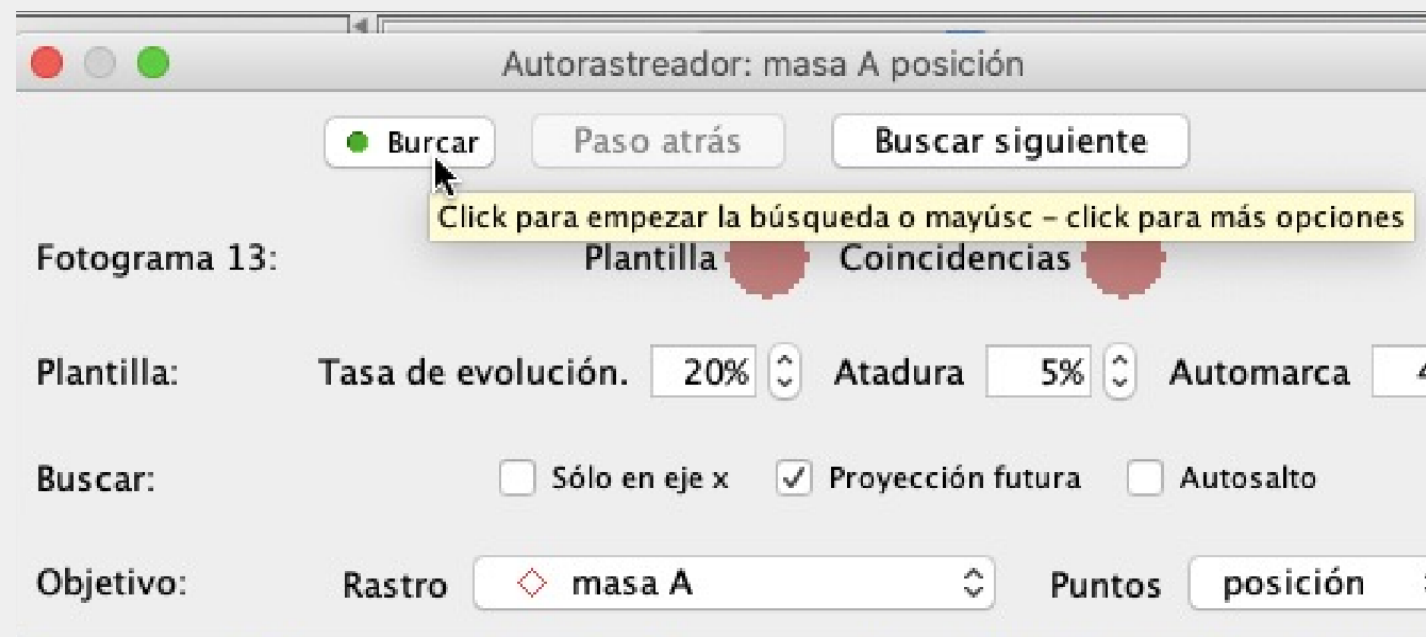 Autorastreador: masa A posición
Burcar Paso atrás Buscar siguiente
Click para empezar la búsqueda o mayúsc – click para más opciones
Fotograma 13: Plantilla Coincidencias
Plantilla: Tasa de evolución. 20% Atadura 5% Automarca
Buscar: Sólo en eje x Proyección futura Autosalto
Objetivo: Rastro masa A Puntos posición